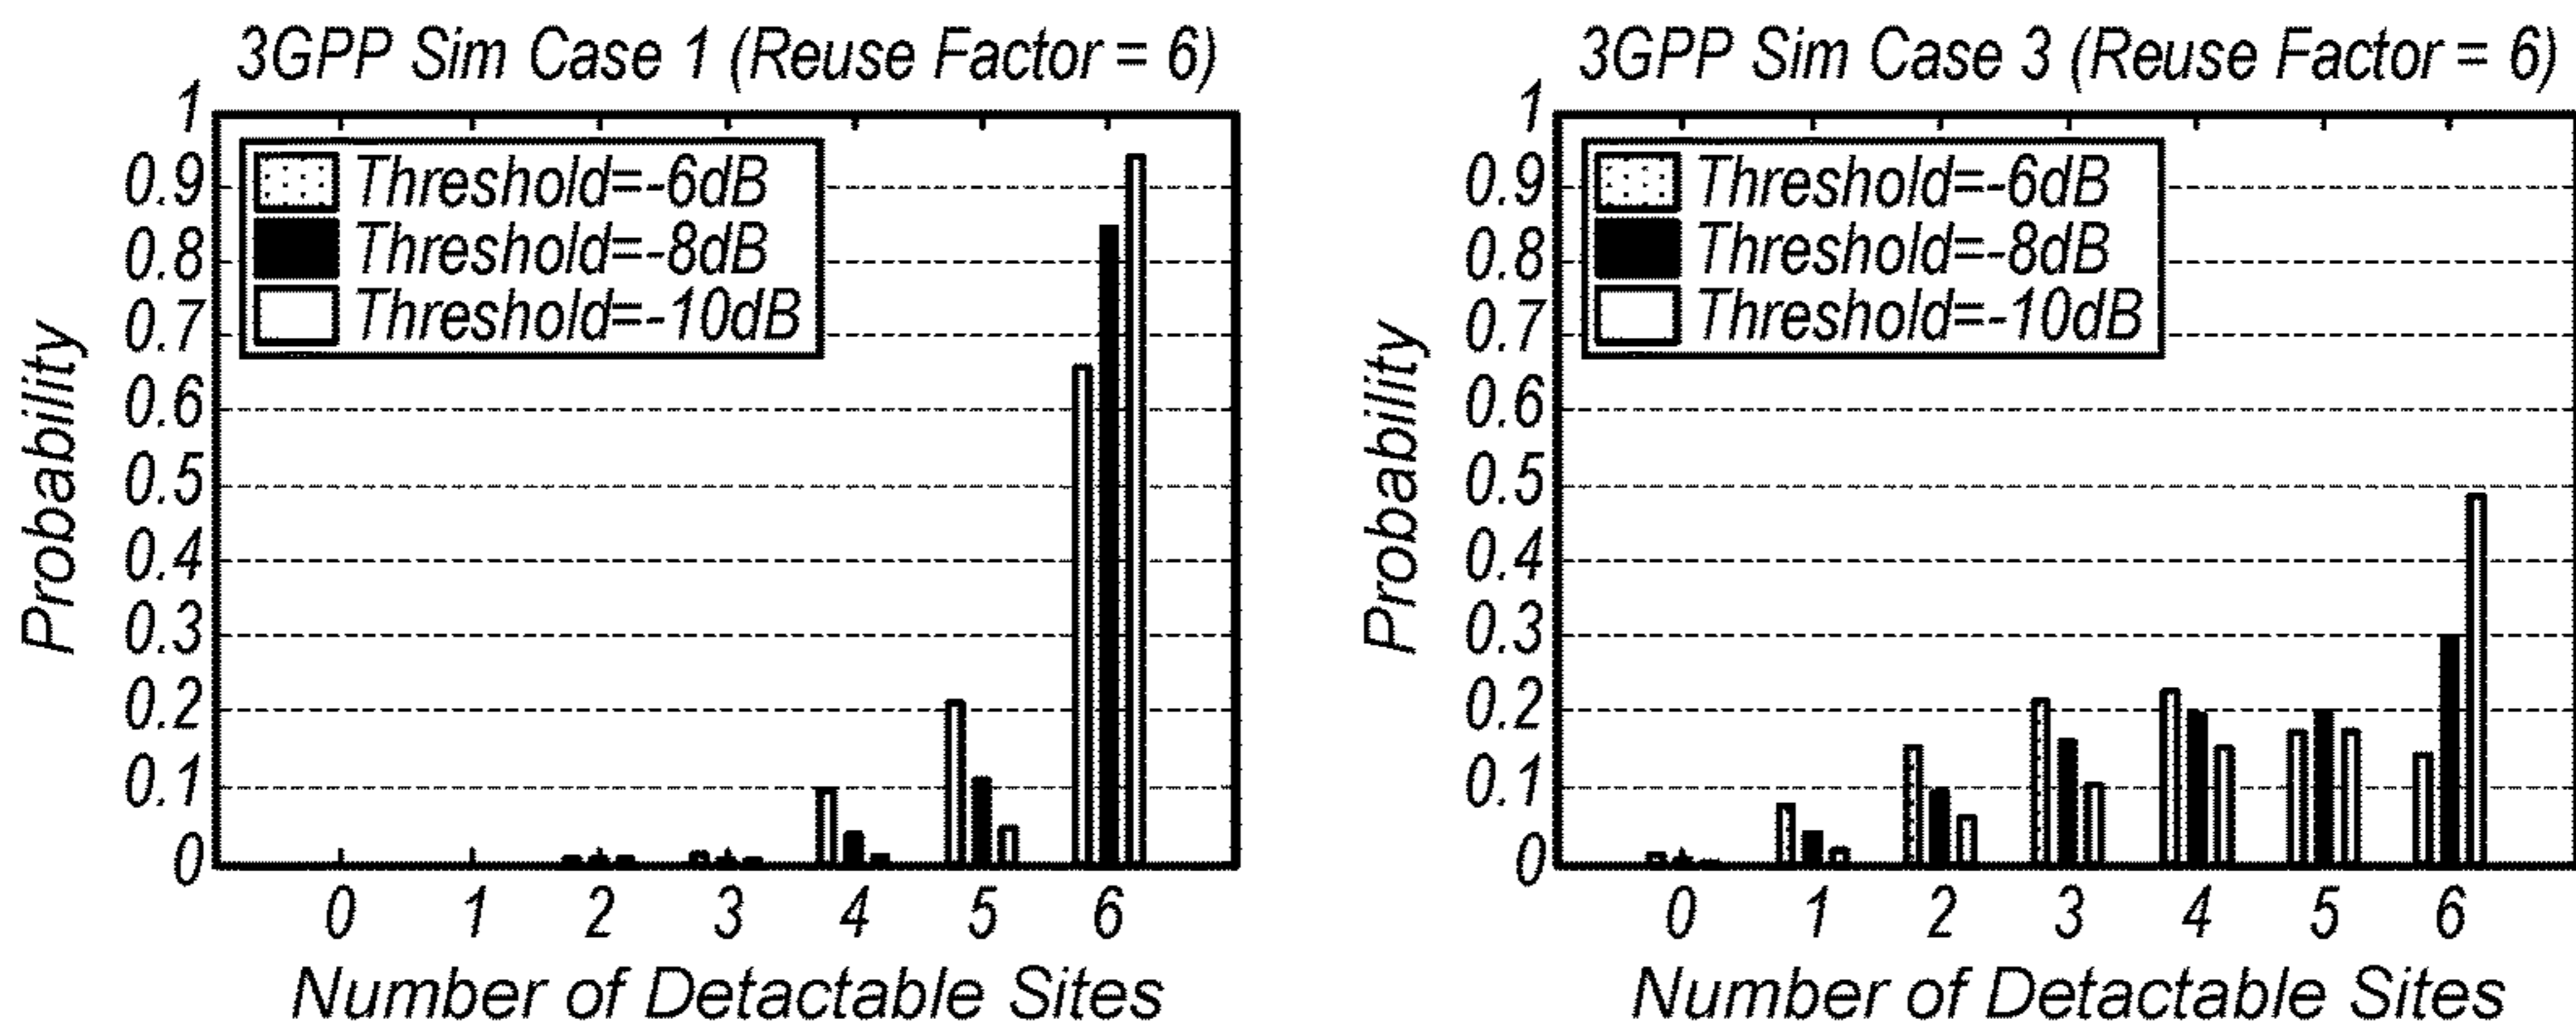 3GPP Sim Case 1 (Reuse Factor = 6)
1
0.9
0.8
0.7
0.6
0.5
0.4
0.3
0.2
0.1
0
Probability
Threshold=-6dB
Threshold=-8dB
Threshold=-10dB
0 1 2 3 4 5 6
Number of Detactable Sites
3GPP Sim Case 3 (Reuse Factor = 6)
1
0.9
0.8
0.7
0.6
0.5
0.4
0.3
0.2
0.1
0
Probability
Threshold=-6dB
Threshold=-8dB
Threshold=-10dB
0 1 2 3 4 5 6
Number of Detactable Sites